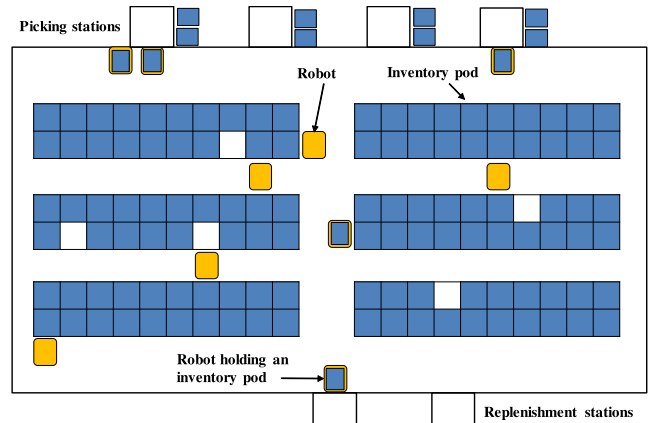 Picking stations
Robot
Inventory pod
Robot holding an
inventory pod
Replenishment stations